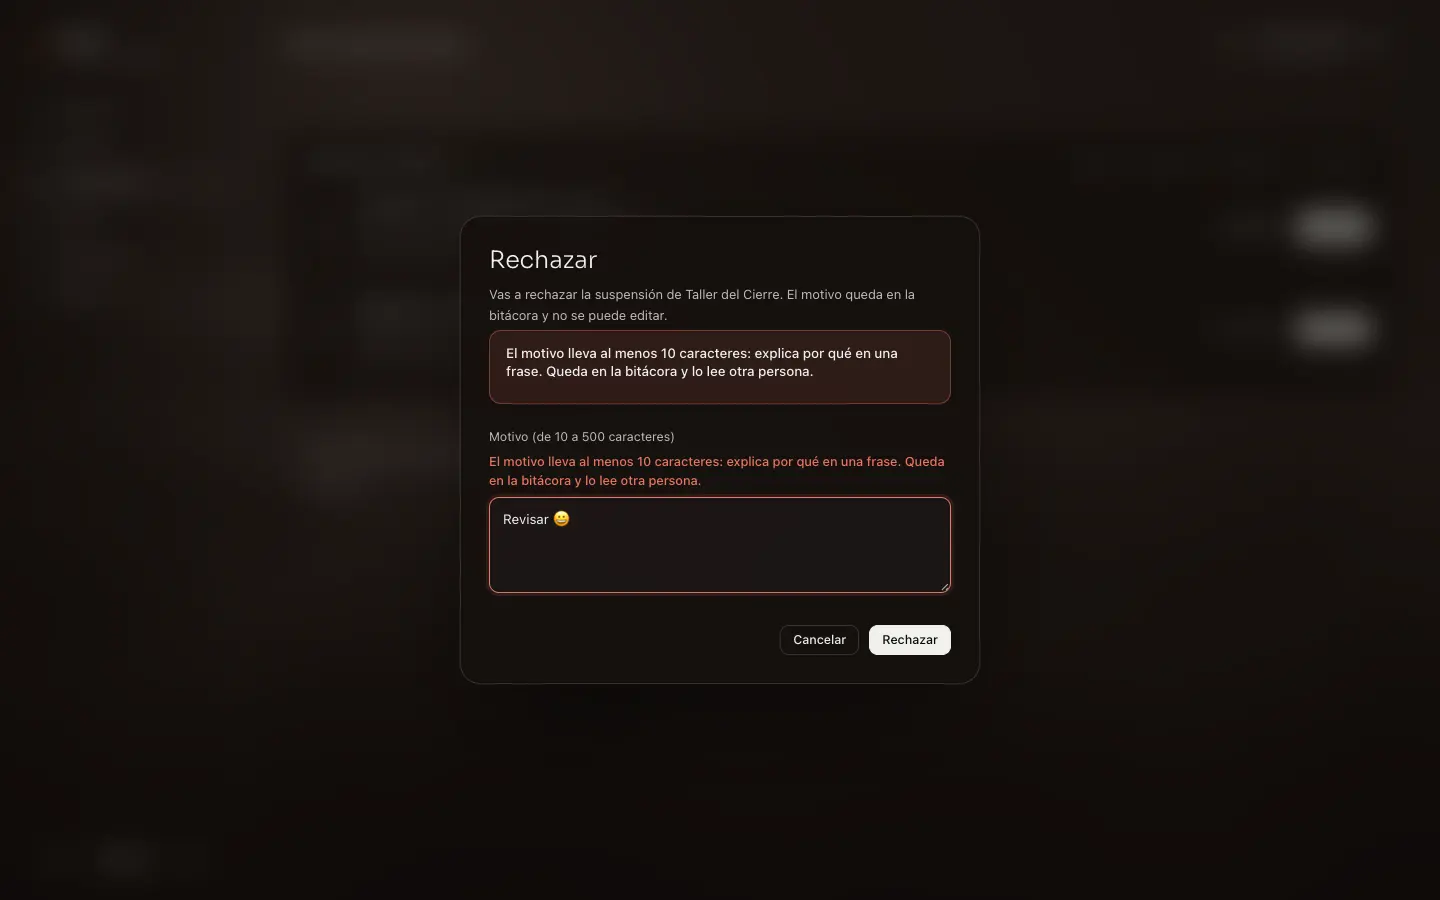 Rechazar
Vas a rechazar la suspensión de Taller del Cierre. El motivo queda en la
bitácora y no se puede editar.
El motivo lleva al menos 10 caracteres: explica por qué en una
frase. Queda en la bitácora y lo lee otra persona.
Motivo (de 10 a 500 caracteres)
El motivo lleva al menos 10 caracteres: explica por qué en una frase. Queda
en la bitácora y lo lee otra persona.
Revisar 😄
Cancelar
Rechazar